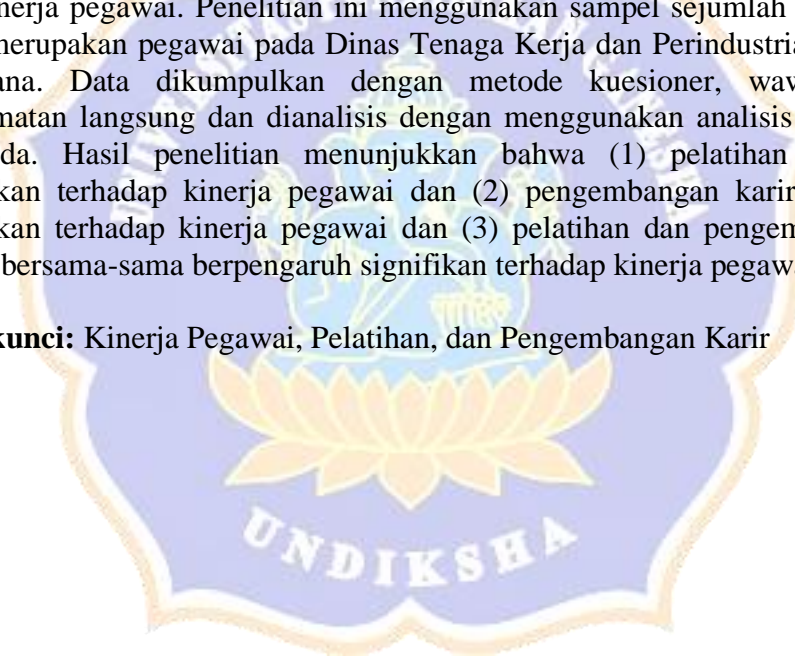 nerja pegawai. Penelitian ini menggunakan sampel sejumlah
merupakan pegawai pada Dinas Tenaga Kerja dan Perindustria
ana. Data dikumpulkan dengan metode kuesioner, waw
matan langsung dan dianalisis dengan menggunakan analisis
da. Hasil penelitian menunjukkan bahwa (1) pelatihan
kan terhadap kinerja pegawai dan (2) pengembangan karir
kan terhadap kinerja pegawai dan (3) pelatihan dan pengem
bersama-sama berpengaruh signifikan terhadap kinerja pegawa
kunci: Kinerja Pegawai, Pelatihan, dan Pengembangan Karir
UNDIKSHA